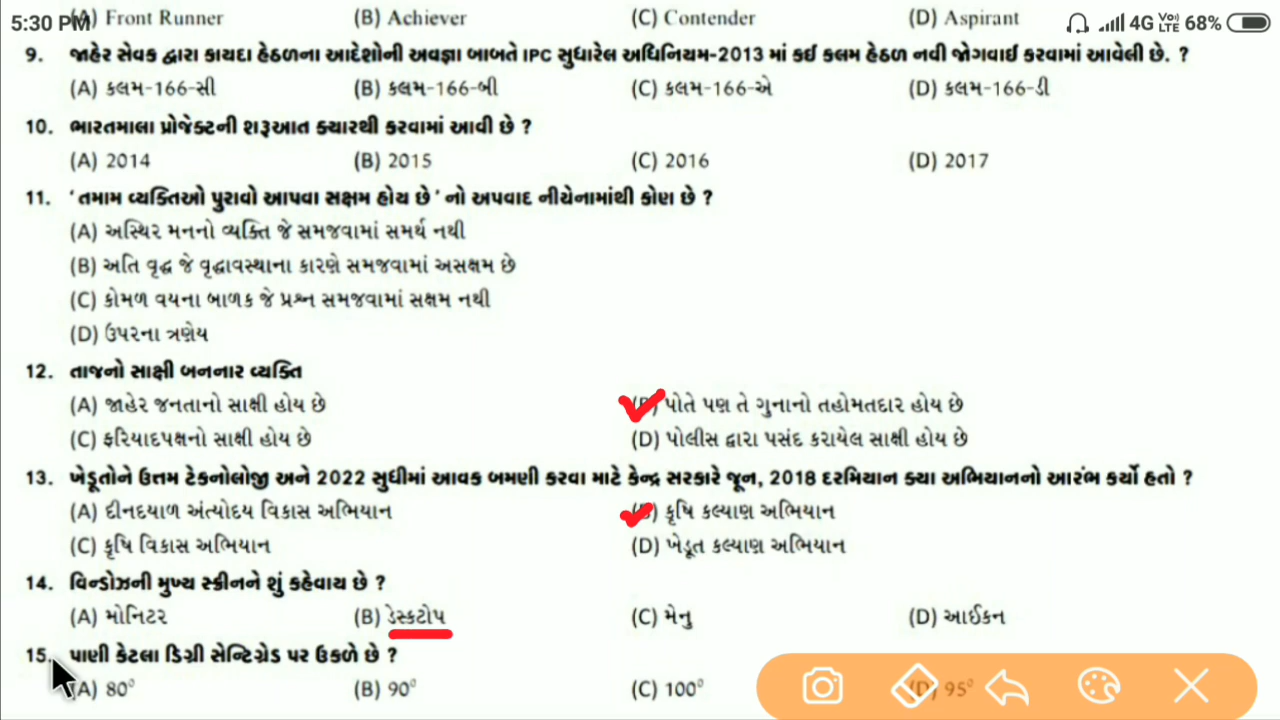 5:30 PM
4G VoLTE 68%
(A) Front Runner (B) Achiever (C) Contender (D) Aspirant
9. જાહેર સેવક દ્વારા કાયદા હેઠળના આદેશોની અવજ્ઞા બાબતે IPC સુધારેલ અધિનિયમ-2013 માં કઈ કલમ હેઠળ નવી જોગવાઈ કરવામાં આવેલી છે. ?
(A) કલમ-166-સી (B) કલમ-166-બી (C) કલમ-166-એ (D) કલમ-166-ડી
10. ભારતમાલા પ્રોજેક્ટની શરૂઆત ક્યારથી કરવામાં આવી છે ?
(A) 2014 (B) 2015 (C) 2016 (D) 2017
11. 'તમામ વ્યક્તિઓ પુરાવો આપવા સક્ષમ હોય છે' નો અપવાદ નીચેનામાંથી કોણ છે ?
(A) અસ્થિર મનનો વ્યક્તિ જે સમજવામાં સમર્થ નથી
(B) અતિ વૃદ્ધ જે વૃદ્ધાવસ્થાના કારણે સમજવામાં અસક્ષમ છે
(C) કોમળ વયના બાળક જે પ્રશ્ન સમજવામાં સક્ષમ નથી
(D) ઉપરના ત્રણેય
12. તાજનો સાક્ષી બનનાર વ્યક્તિ
(A) જાહેર જનતાનો સાક્ષી હોય છે (B) પોતે પણ તે ગુનાનો તહોમતદાર હોય છે
(C) ફરિયાદપક્ષનો સાક્ષી હોય છે (D) પોલીસ દ્વારા પસંદ કરાયેલ સાક્ષી હોય છે
13. ખેડૂતોને ઉત્તમ ટેકનોલોજી અને 2022 સુધીમાં આવક બમણી કરવા માટે કેન્દ્ર સરકારે જૂન, 2018 દરમિયાન ક્યા અભિયાનનો આરંભ કર્યો હતો ?
(A) દીનદયાળ અંત્યોદય વિકાસ અભિયાન (B) કૃષિ કલ્યાણ અભિયાન
(C) કૃષિ વિકાસ અભિયાન (D) ખેડૂત કલ્યાણ અભિયાન
14. વિન્ડોઝની મુખ્ય સ્ક્રીનને શું કહેવાય છે ?
(A) મોનિટર (B) ડેસ્કટોપ (C) મેનુ (D) આઈકન
15. પાણી કેટલા ડિગ્રી સેન્ટિગ્રેડ પર ઉકળે છે ?
(A) 80⁰ (B) 90⁰ (C) 100⁰ (D) 95⁰